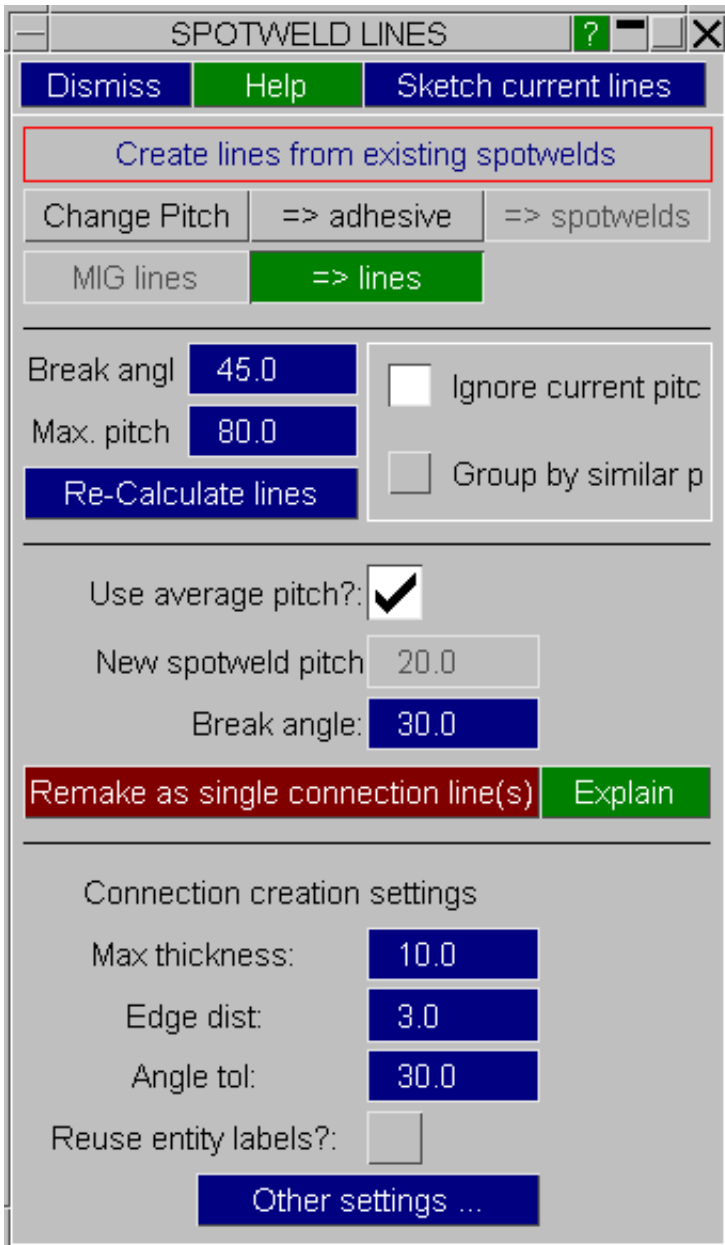 SPOTWELD LINES ?
Dismiss Help Sketch current lines
Create lines from existing spotwelds
Change Pitch => adhesive => spotwelds
MIG lines => lines
Break angl 45.0
Ignore current pitc
Max. pitch 80.0
Group by similar p
Re-Calculate lines
Use average pitch?:
New spotweld pitch 20.0
Break angle: 30.0
Remake as single connection line(s) Explain
Connection creation settings
Max thickness: 10.0
Edge dist: 3.0
Angle tol: 30.0
Reuse entity labels?:
Other settings ...